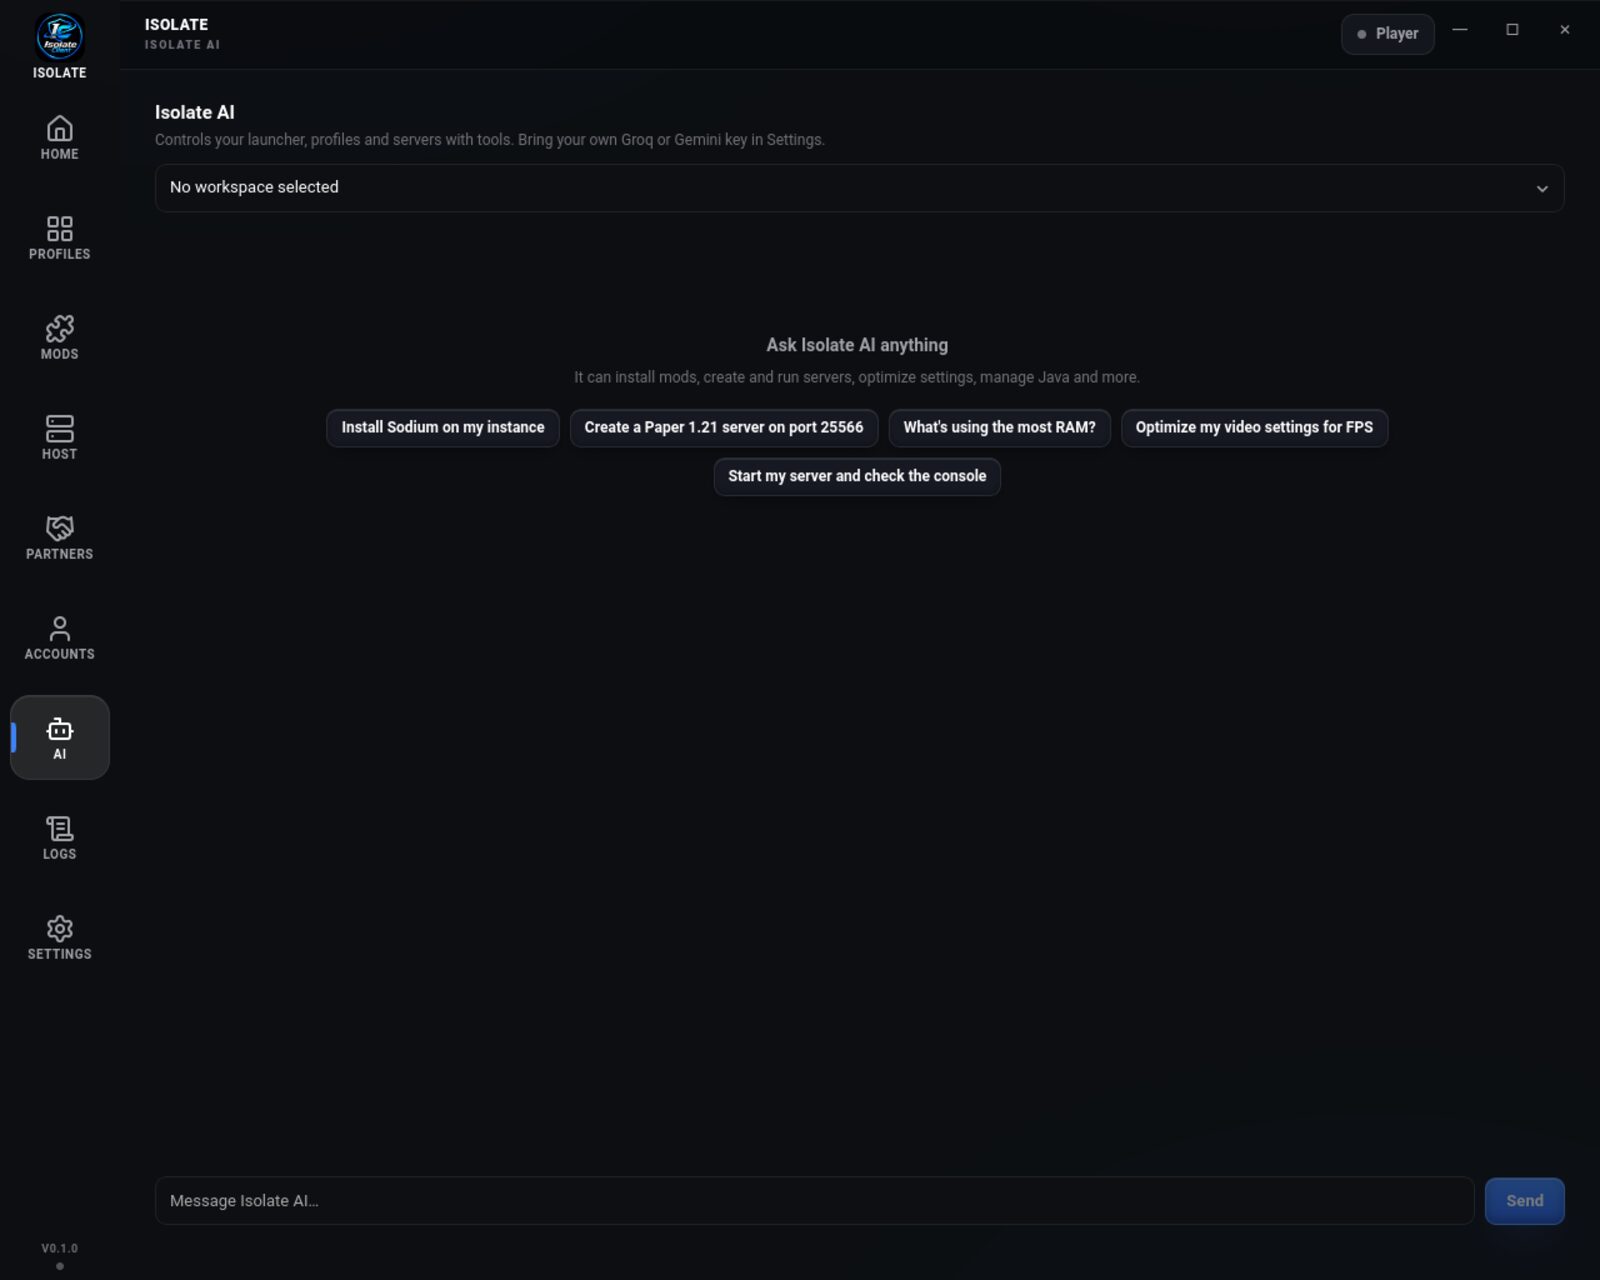 Isolate
Client
ISOLATE
HOME
PROFILES
MODS
HOST
PARTNERS
ACCOUNTS
AI
LOGS
SETTINGS
V0.1.0
ISOLATE
ISOLATE AI
Player
Isolate AI
Controls your launcher, profiles and servers with tools. Bring your own Groq or Gemini key in Settings.
No workspace selected
Ask Isolate AI anything
It can install mods, create and run servers, optimize settings, manage Java and more.
Install Sodium on my instance
Create a Paper 1.21 server on port 25566
What's using the most RAM?
Optimize my video settings for FPS
Start my server and check the console
Message Isolate AI...
Send